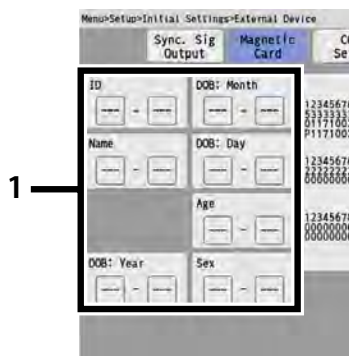 Menu>Setup>Initial Settings>External Device
Sync. Sig
Output
Magnetic
Card
ID
--- - ---
DOB: Month
--- - ---
Name
--- - ---
DOB: Day
--- - ---
Age
--- - ---
DOB: Year
--- - ---
Sex
--- - ---
1